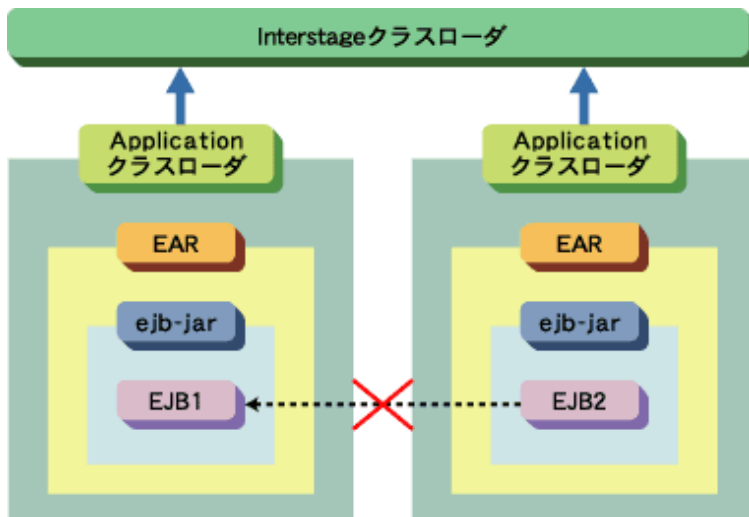 Interstageクラスローダ
Application
クラスローダ
Application
クラスローダ
EAR
EAR
ejb-jar
ejb-jar
EJB1
EJB2